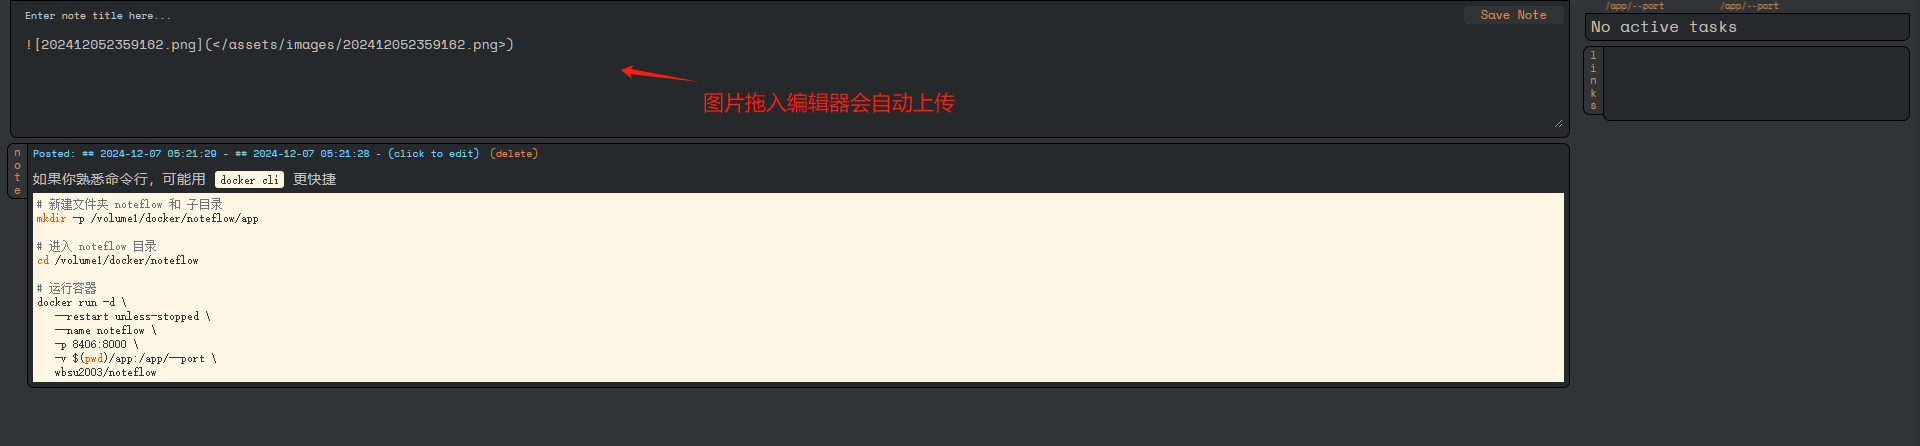 Enter note title here...
Save Note
![202412052359162.png](</assets/images/202412052359162.png>)
图片拖入编辑器会自动上传
/app/--port
/app/--port
No active tasks
links
note
Posted: ## 2024-12-07 05:21:29 - ## 2024-12-07 05:21:28 - (click to edit) (delete)
如果你熟悉命令行，可能用 docker cli 更快捷
# 新建文件夹 noteflow 和 子目录
mkdir -p /volume1/docker/noteflow/app
# 进入 noteflow 目录
cd /volume1/docker/noteflow
# 运行容器
docker run -d \
--restart unless-stopped \
--name noteflow \
-p 8406:8000 \
-v $(pwd)/app:/app/--port \
wbsu2003/noteflow